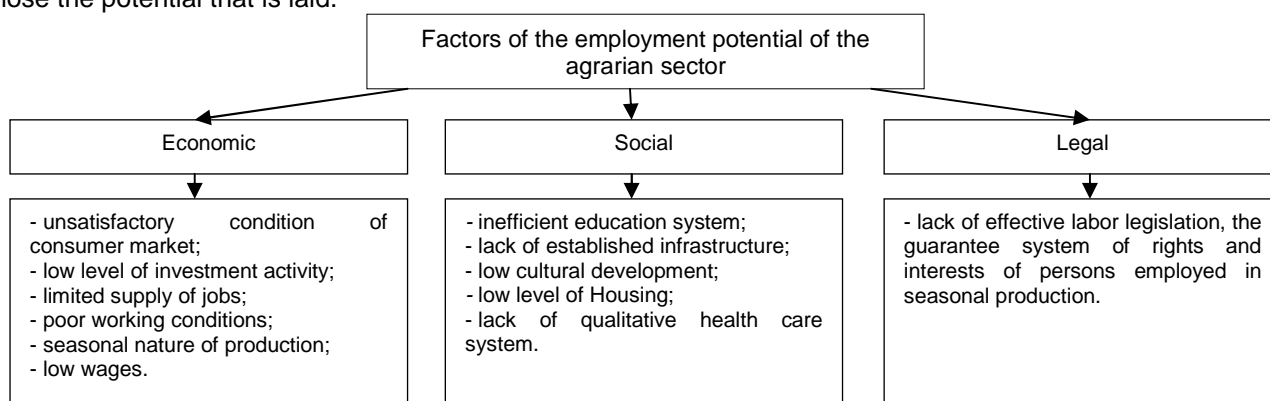 lose the potential that is laid.
Factors of the employment potential of the
agrarian sector
Economic
Social
Legal
- unsatisfactory condition of
consumer market;
- low level of investment activity;
- limited supply of jobs;
- poor working conditions;
- seasonal nature of production;
- low wages.
- inefficient education system;
- lack of established infrastructure;
- low cultural development;
- low level of Housing;
- lack of qualitative health care
system.
- lack of effective labor legislation, the
guarantee system of rights and
interests of persons employed in
seasonal production.